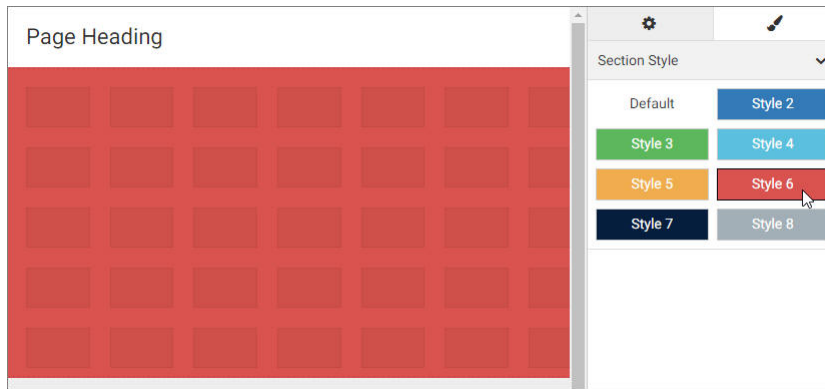 Page Heading
Section Style
Default
Style 2
Style 3
Style 4
Style 5
Style 6
Style 7
Style 8